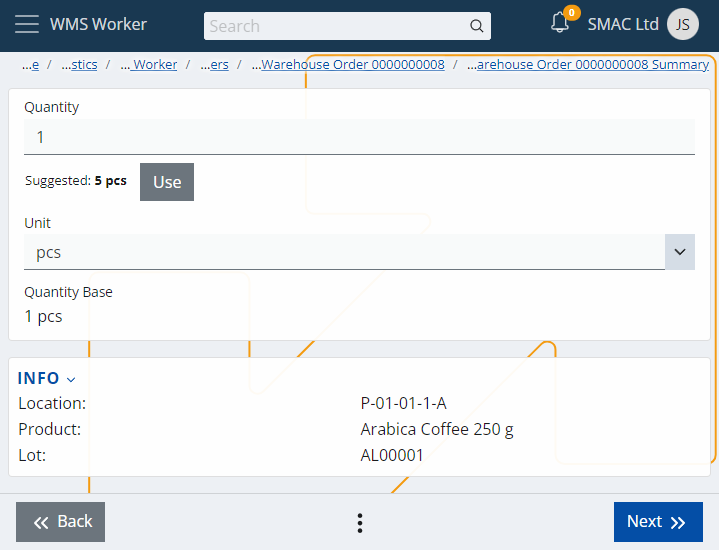 WMS Worker
Search
0
SMAC Ltd
JS
...e / ...stics / ... Worker / ...ers / ...Warehouse Order 0000000008 / ...arehouse Order 0000000008 Summary
Quantity
1
Suggested: 5 pcs
Use
Unit
pcs
Quantity Base
1 pcs
INFO
Location: P-01-01-1-A
Product: Arabica Coffee 250 g
Lot: AL00001
Back
Next